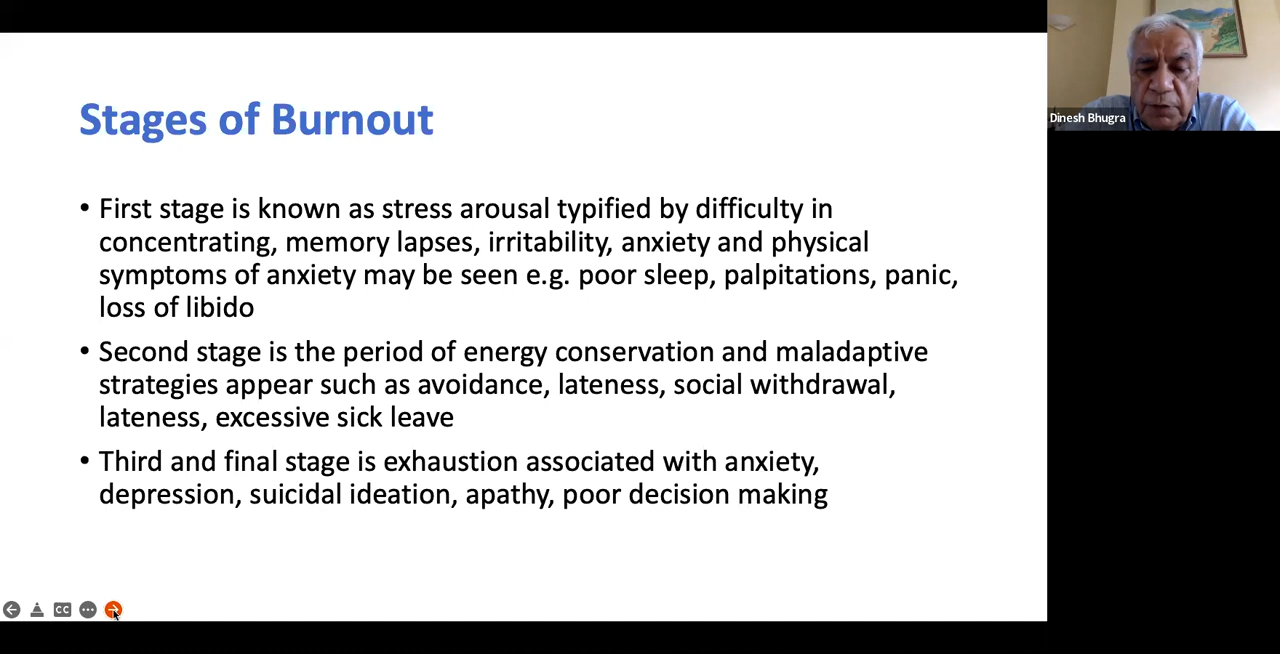 Stages of Burnout
• First stage is known as stress arousal typified by difficulty in
concentrating, memory lapses, irritability, anxiety and physical
symptoms of anxiety may be seen e.g. poor sleep, palpitations, panic,
loss of libido
• Second stage is the period of energy conservation and maladaptive
strategies appear such as avoidance, lateness, social withdrawal,
lateness, excessive sick leave
• Third and final stage is exhaustion associated with anxiety,
depression, suicidal ideation, apathy, poor decision making
CC
Dinesh Bhugra